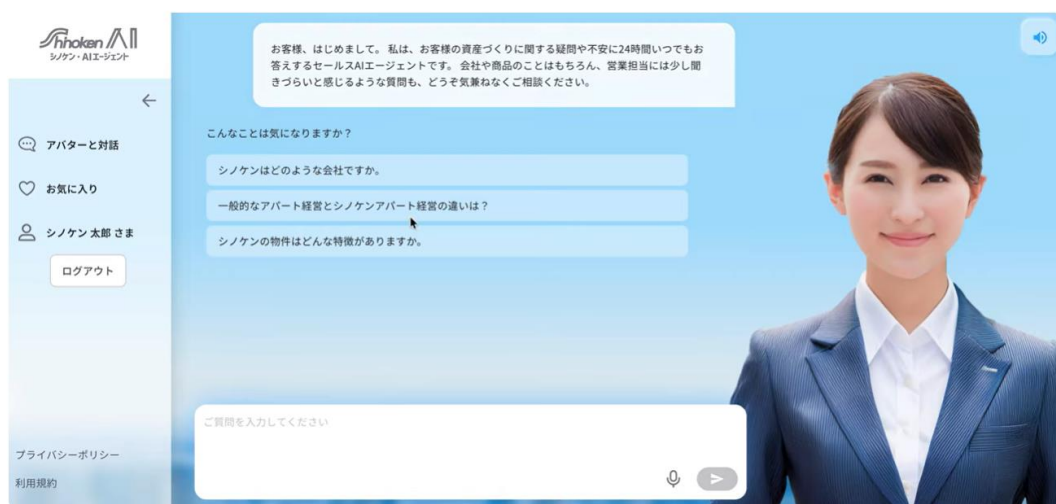 Shinoken AI
シノケン・AIエージェント
アバターと対話
お気に入り
シノケン 太郎 さま
ログアウト
プライバシーポリシー
利用規約
お客様、はじめまして。 私は、お客様の資産づくりに関する疑問や不安に24時間いつでもお
答えするセールスAIエージェントです。 会社や商品のことはもちろん、営業担当には少し聞
きづらいと感じるような質問も、どうぞ気兼ねなくご相談ください。
こんなことは気になりますか？
シノケンはどのような会社ですか。
一般的なアパート経営とシノケンアパート経営の違いは？
シノケンの物件はどんな特徴がありますか。
ご質問を入力してください